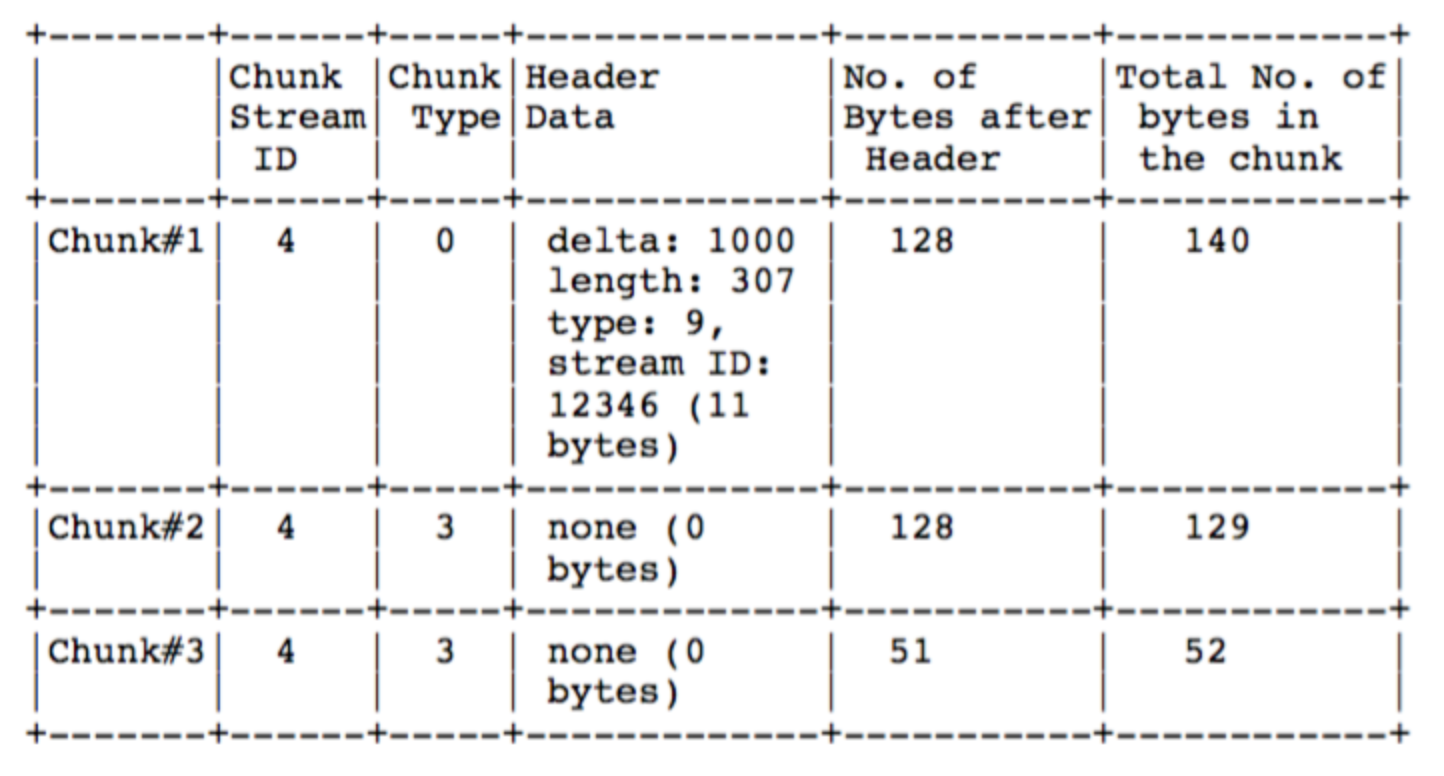 +-------+------+-----+-------------+-----------+------------+
|       |Chunk |Chunk|Header       |No. of     |Total No. of|
|       |Stream| Type|Data         |Bytes after| bytes in   |
|       | ID   |     |             | Header    | the chunk  |
+-------+------+-----+-------------+-----------+------------+
|Chunk#1|  4   |  0  | delta: 1000 |  128      |   140      |
|       |      |     | length: 307 |           |            |
|       |      |     | type: 9,    |           |            |
|       |      |     | stream ID:  |           |            |
|       |      |     | 12346 (11   |           |            |
|       |      |     | bytes)      |           |            |
+-------+------+-----+-------------+-----------+------------+
|Chunk#2|  4   |  3  | none (0     |  128      |   129      |
|       |      |     | bytes)      |           |            |
+-------+------+-----+-------------+-----------+------------+
|Chunk#3|  4   |  3  | none (0     |  51       |   52       |
|       |      |     | bytes)      |           |            |
+-------+------+-----+-------------+-----------+------------+